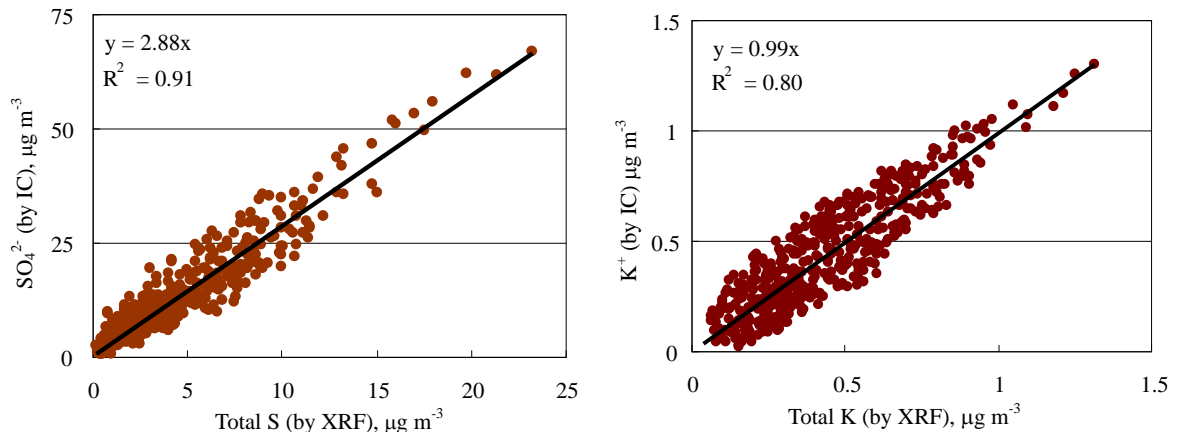 75
50
25
0
y = 2.88x
R² = 0.91
SO₄²⁻ (by IC), µg m⁻³
0 5 10 15 20 25
Total S (by XRF), µg m⁻³
1.5
1
0.5
0
y = 0.99x
R² = 0.80
K⁺ (by IC) µg m⁻³
0 0.5 1 1.5
Total K (by XRF), µg m⁻³